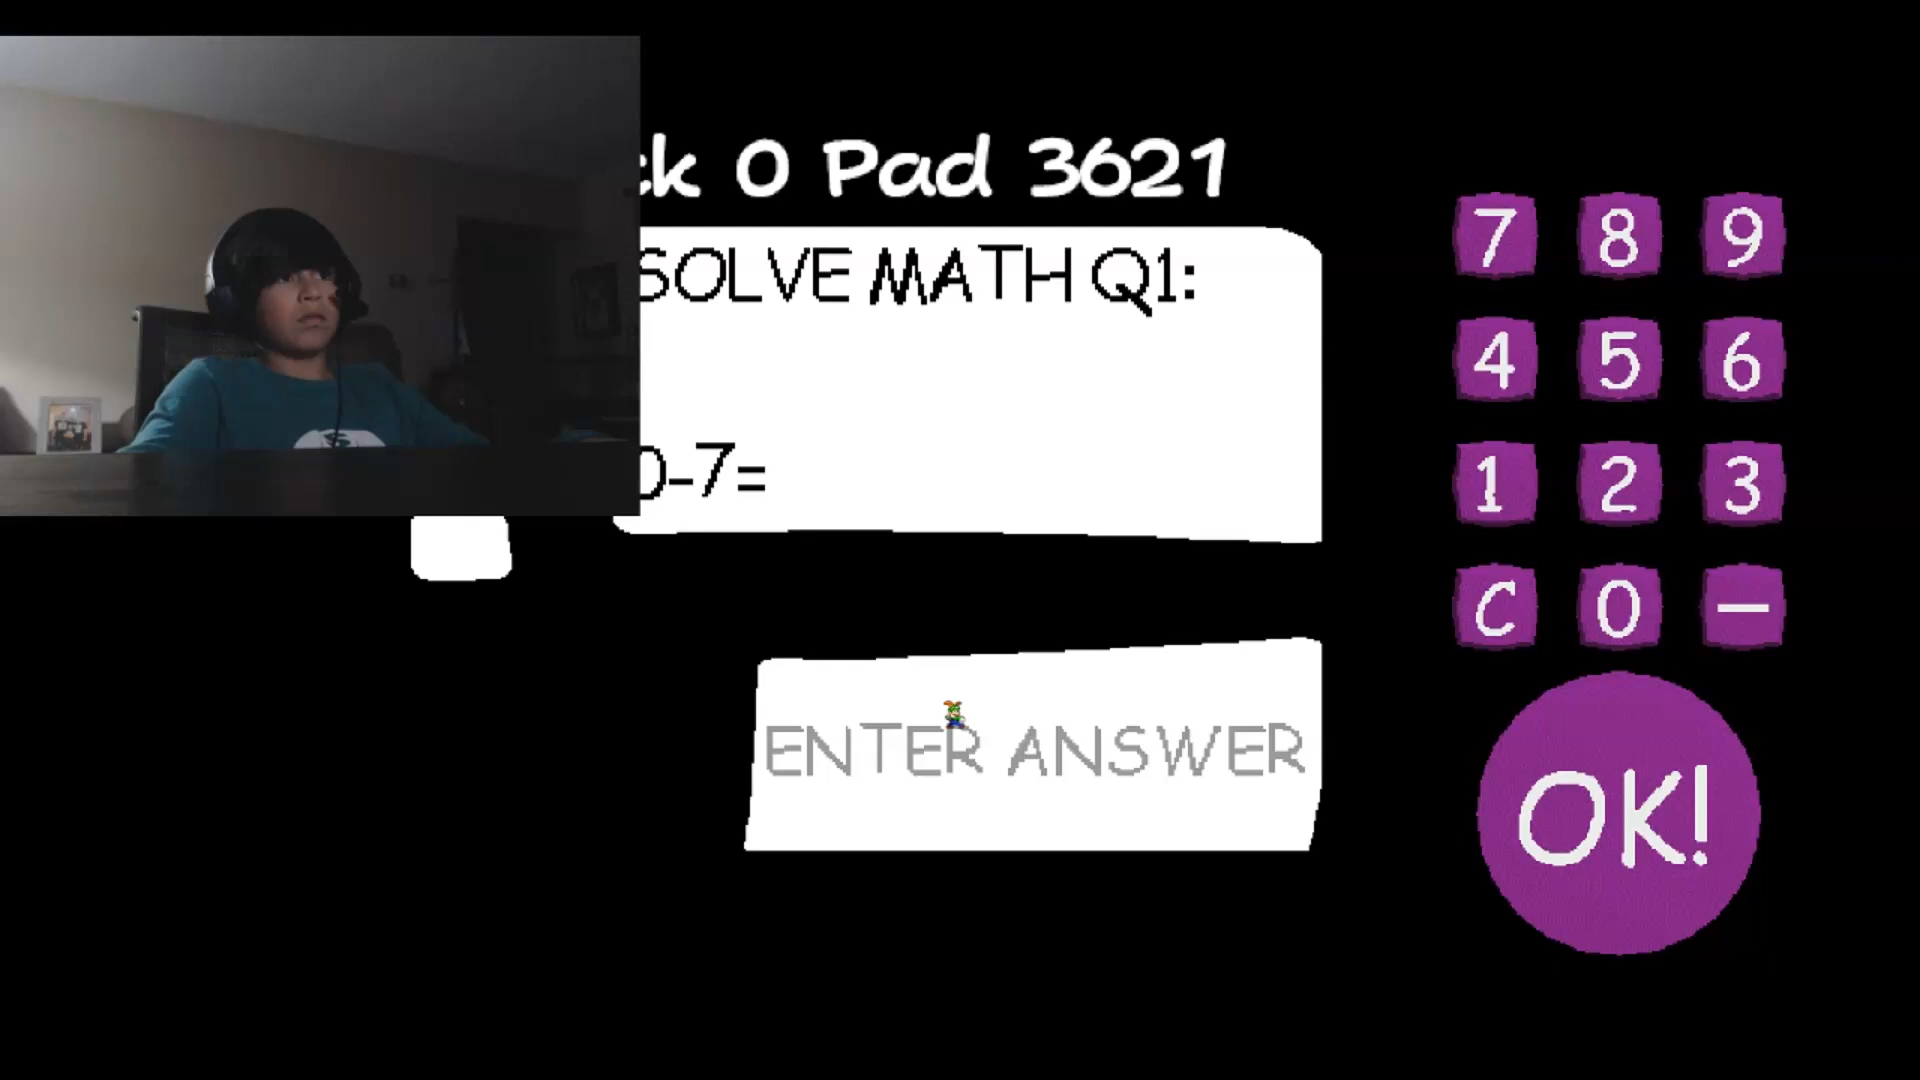 0 Pad 3621
SOLVE MATH Q1:
0-7=
7 8 9
4 5 6
1 2 3
C 0 —
ENTER ANSWER
OK!